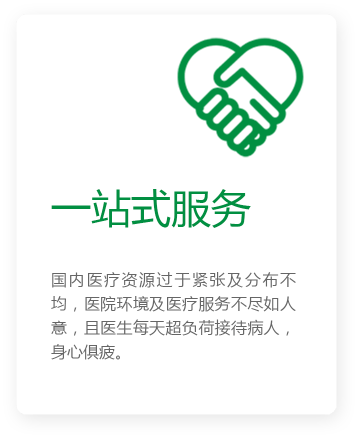 一站式服务
国内医疗资源过于紧张及分布不
均，医院环境及医疗服务不尽如人
意，且医生每天超负荷接待病人，
身心俱疲。